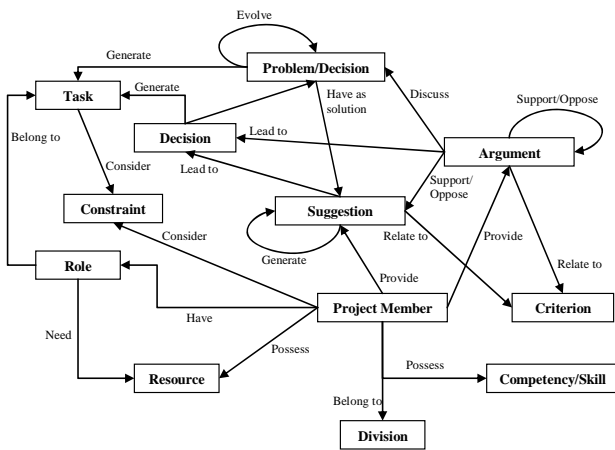 Evolve
Generate
Problem/Decision
Task
Generate
Have as
solution
Discuss
Support/Oppose
Belong to
Decision
Lead to
Argument
Consider
Lead to
Support/
Oppose
Constraint
Suggestion
Consider
Relate to
Provide
Generate
Role
Relate to
Provide
Have
Project Member
Criterion
Need
Possess
Possess
Resource
Competency/Skill
Belong to
Division